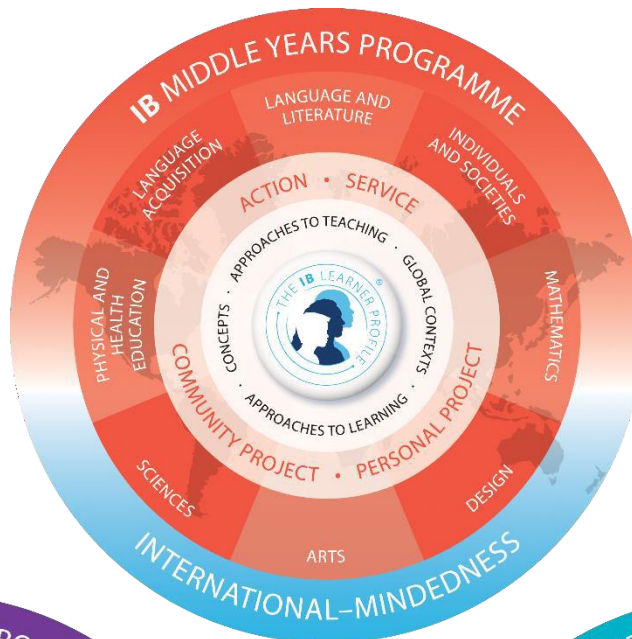 IB MIDDLE YEARS PROGRAMME
LANGUAGE AND
LITERATURE
INDIVIDUALS
AND SOCIETIES
MATHEMATICS
DESIGN
ARTS
SCIENCES
PHYSICAL AND
HEALTH
EDUCATION
LANGUAGE
ACQUISITION
ACTION • SERVICE
PERSONAL PROJECT
•
COMMUNITY PROJECT
APPROACHES TO TEACHING ·
GLOBAL CONTEXTS ·
APPROACHES TO LEARNING ·
CONCEPTS ·
THE IB LEARNER PROFILE ®
INTERNATIONAL–MINDEDNESS